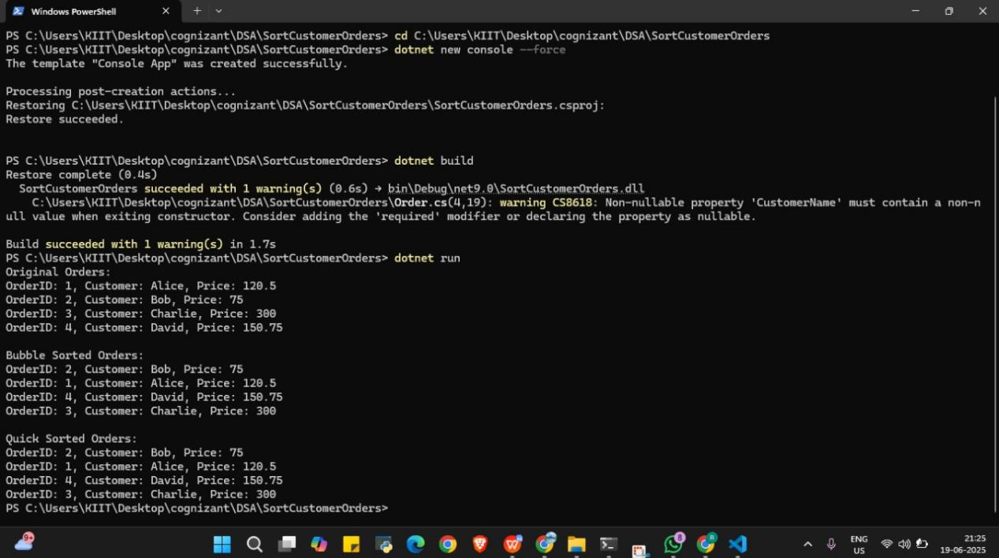 Windows PowerShell
PS C:\Users\KIIT\Desktop\cognizant\DSA\SortCustomerOrders> cd C:\Users\KIIT\Desktop\cognizant\DSA\SortCustomerOrders
PS C:\Users\KIIT\Desktop\cognizant\DSA\SortCustomerOrders> dotnet new console --force
The template "Console App" was created successfully.
Processing post-creation actions...
Restoring C:\Users\KIIT\Desktop\cognizant\DSA\SortCustomerOrders\SortCustomerOrders.csproj:
Restore succeeded.
PS C:\Users\KIIT\Desktop\cognizant\DSA\SortCustomerOrders> dotnet build
Restore complete (0.4s)
SortCustomerOrders succeeded with 1 warning(s) (0.6s) → bin\Debug\net9.0\SortCustomerOrders.dll
C:\Users\KIIT\Desktop\cognizant\DSA\SortCustomerOrders\Order.cs(4,19): warning CS8618: Non-nullable property 'CustomerName' must contain a non-n
ull value when exiting constructor. Consider adding the 'required' modifier or declaring the property as nullable.
Build succeeded with 1 warning(s) in 1.7s
PS C:\Users\KIIT\Desktop\cognizant\DSA\SortCustomerOrders> dotnet run
Original Orders:
OrderID: 1, Customer: Alice, Price: 120.5
OrderID: 2, Customer: Bob, Price: 75
OrderID: 3, Customer: Charlie, Price: 300
OrderID: 4, Customer: David, Price: 150.75
Bubble Sorted Orders:
OrderID: 2, Customer: Bob, Price: 75
OrderID: 1, Customer: Alice, Price: 120.5
OrderID: 4, Customer: David, Price: 150.75
OrderID: 3, Customer: Charlie, Price: 300
Quick Sorted Orders:
OrderID: 2, Customer: Bob, Price: 75
OrderID: 1, Customer: Alice, Price: 120.5
OrderID: 4, Customer: David, Price: 150.75
OrderID: 3, Customer: Charlie, Price: 300
PS C:\Users\KIIT\Desktop\cognizant\DSA\SortCustomerOrders>
9+
8
R
ENG
US
21:25
19-06-2025